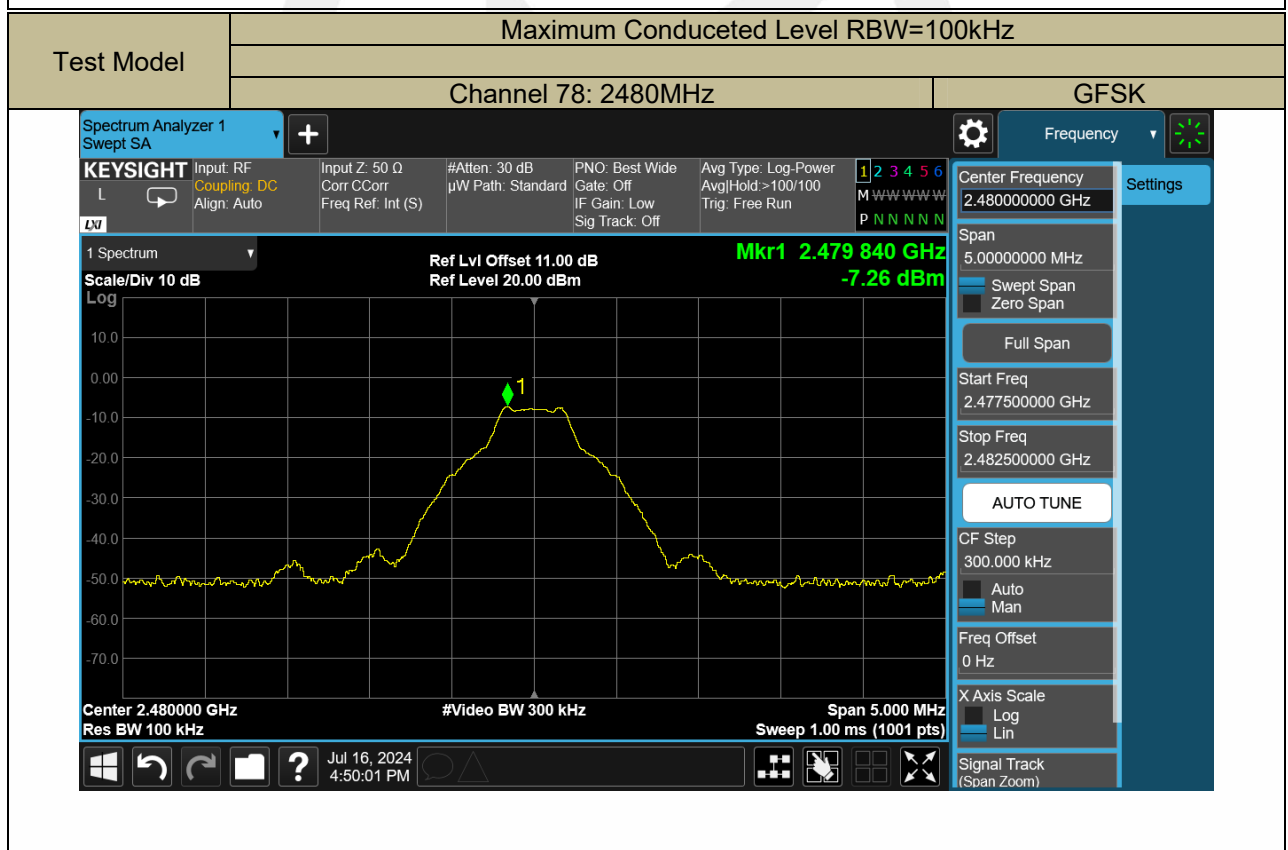 Test Model
Maximum Conduceted Level RBW=100kHz
Channel 78: 2480MHz
GFSK
Spectrum Analyzer 1
Swept SA
Frequency
KEYSIGHT
L
LXI
Input: RF
Coupling: DC
Align: Auto
Input Z: 50 Ω
Corr CCorr
Freq Ref: Int (S)
#Atten: 30 dB
µW Path: Standard
PNO: Best Wide
Gate: Off
IF Gain: Low
Sig Track: Off
Avg Type: Log-Power
Avg|Hold:>100/100
Trig: Free Run
1 2 3 4 5 6
M W W W W W
P N N N N N
1 Spectrum
Scale/Div 10 dB
Log
Ref Lvl Offset 11.00 dB
Ref Level 20.00 dBm
Mkr1 2.479 840 GHz
-7.26 dBm
1
10.0
0.00
-10.0
-20.0
-30.0
-40.0
-50.0
-60.0
-70.0
Center 2.480000 GHz
Res BW 100 kHz
#Video BW 300 kHz
Span 5.000 MHz
Sweep 1.00 ms (1001 pts)
?
Jul 16, 2024
4:50:01 PM
Center Frequency
2.480000000 GHz
Settings
Span
5.00000000 MHz
Swept Span
Zero Span
Full Span
Start Freq
2.477500000 GHz
Stop Freq
2.482500000 GHz
AUTO TUNE
CF Step
300.000 kHz
Auto
Man
Freq Offset
0 Hz
X Axis Scale
Log
Lin
Signal Track
(Span Zoom)